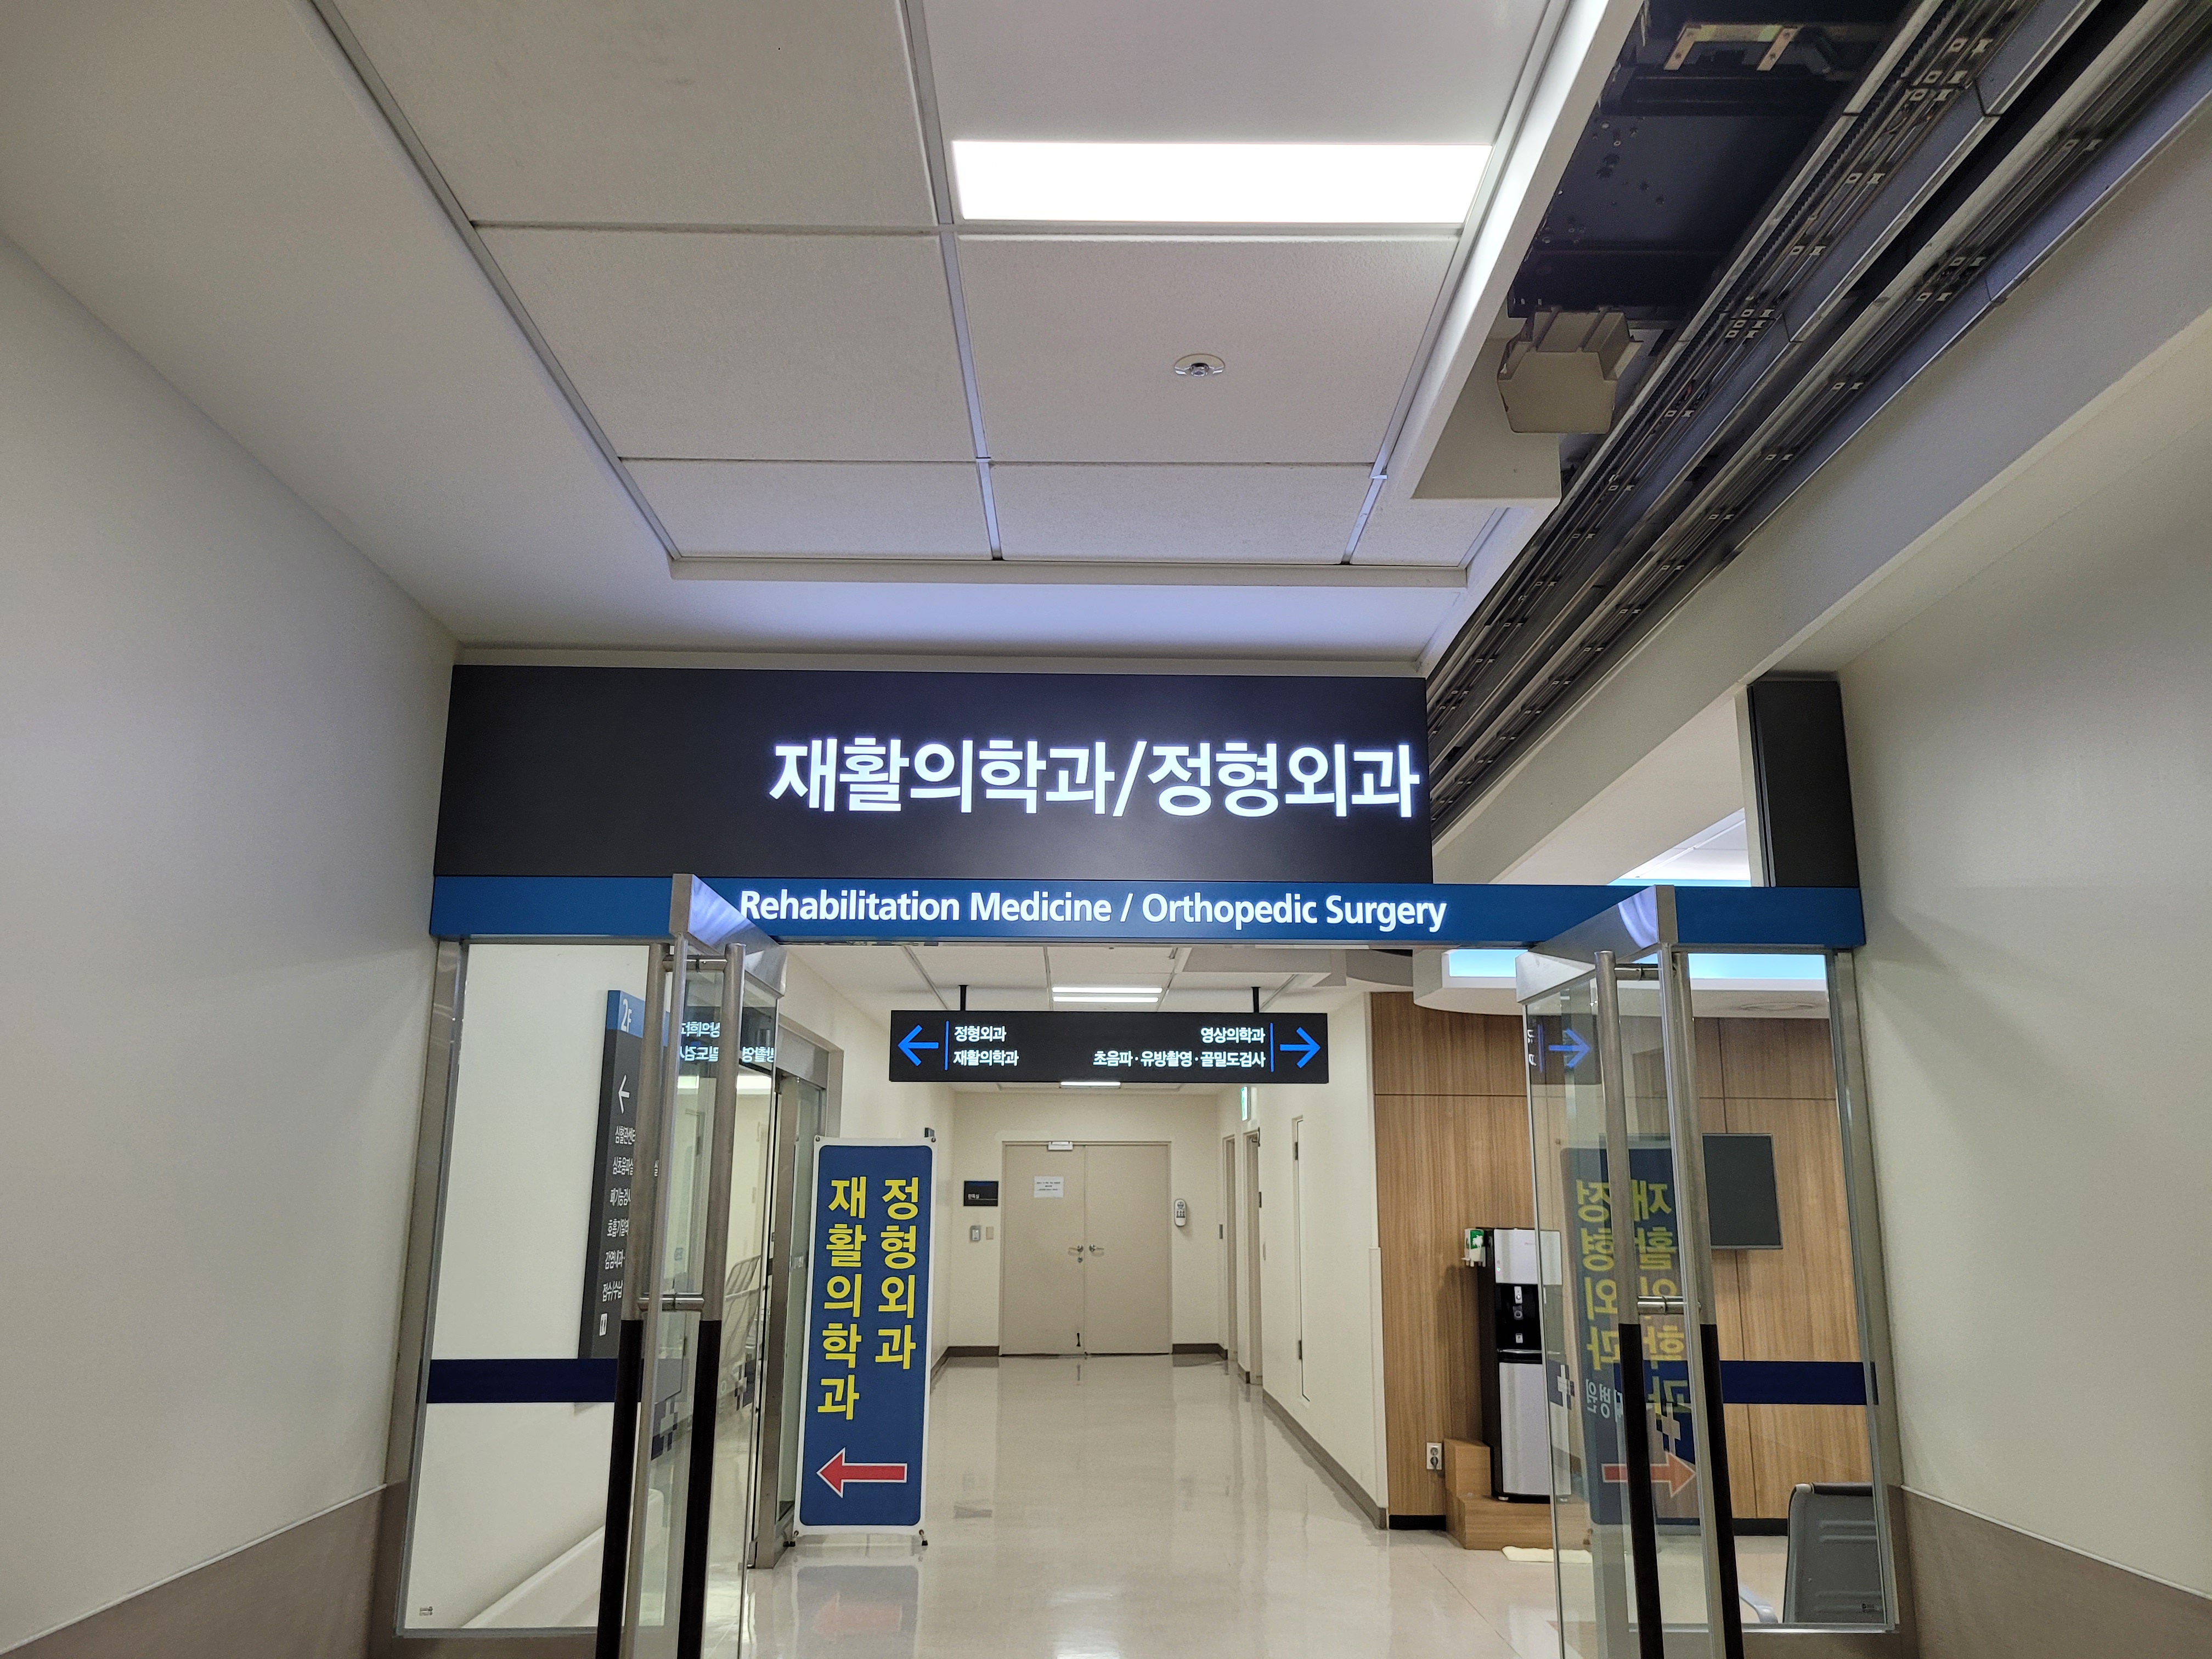 재활의학과/정형외과
Rehabilitation Medicine / Orthopedic Surgery
정형외과
재활의학과
영상의학과
초음파·유방촬영·골밀도검사
2F
정형외과
재활의학과